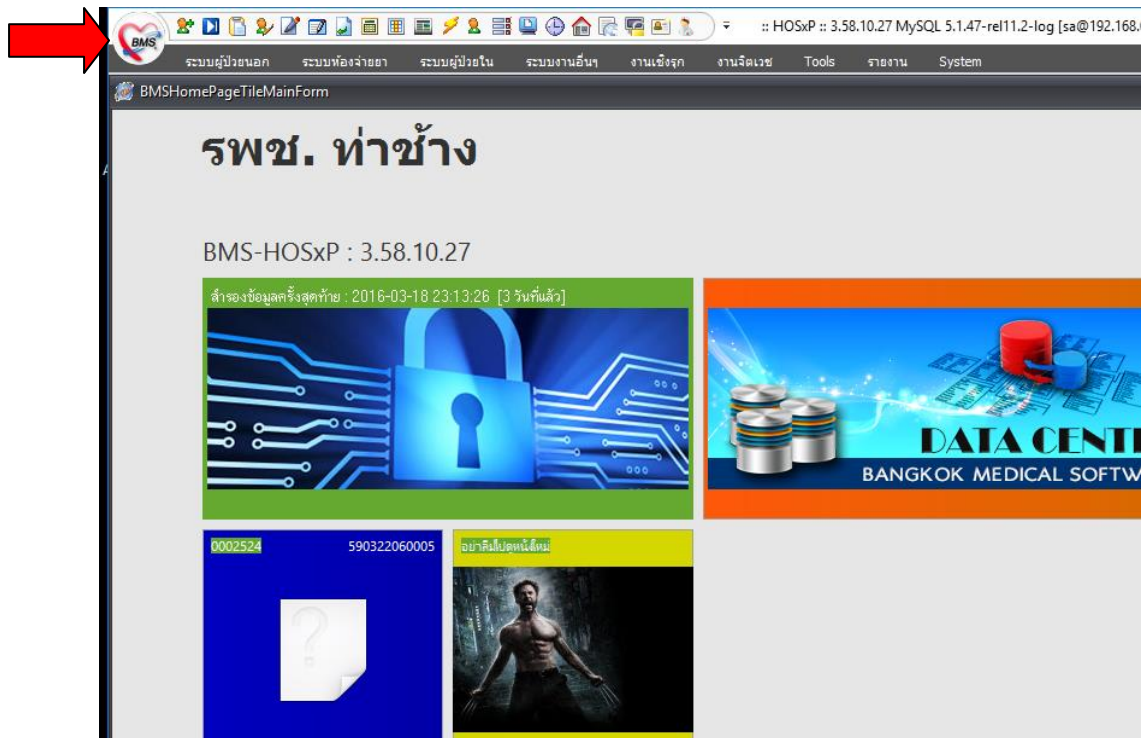 BMS
:: HOSxP :: 3.58.10.27 MySQL 5.1.47-rel11.2-log [sa@192.168.
ระบบผู้ป่วยนอก ระบบห้องจ่ายยา ระบบผู้ป่วยใน ระบบงานอื่นๆ งานเชิงรุก งานจิตเวช Tools รายงาน System
BMSHomePageTileMainForm
รพช. ท่าช้าง
BMS-HOSxP : 3.58.10.27
สำรองข้อมูลครั้งสุดท้าย : 2016-03-18 23:13:26 [3 วันที่แล้ว]
DATA CENT
BANGKOK MEDICAL SOFTW
0002524 590322060005
อย่าลืมไปดูหนังใหม่